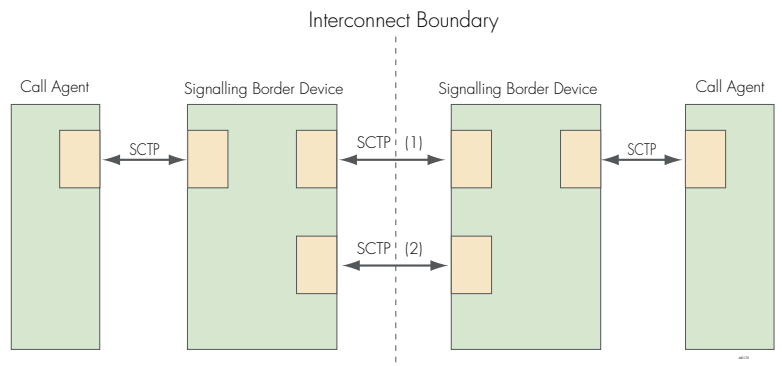 Interconnect Boundary
Call Agent
Signalling Border Device
Signalling Border Device
Call Agent
SCTP
SCTP (1)
SCTP
SCTP (2)